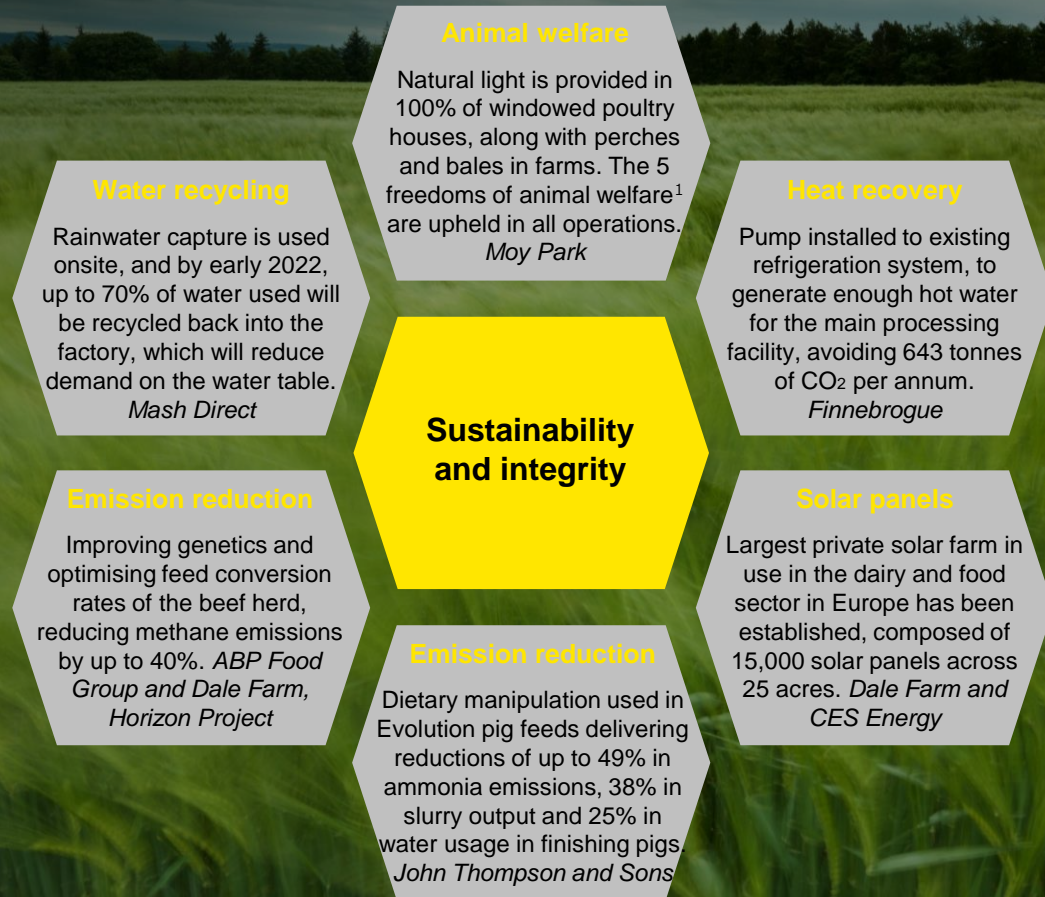 Animal welfare
Natural light is provided in
100% of windowed poultry
houses, along with perches
and bales in farms. The 5
freedoms of animal welfare¹
are upheld in all operations.
Moy Park
Water recycling
Rainwater capture is used
onsite, and by early 2022,
up to 70% of water used will
be recycled back into the
factory, which will reduce
demand on the water table.
Mash Direct
Heat recovery
Pump installed to existing
refrigeration system, to
generate enough hot water
for the main processing
facility, avoiding 643 tonnes
of CO₂ per annum.
Finnebrogue
Sustainability
and integrity
Emission reduction
Improving genetics and
optimising feed conversion
rates of the beef herd,
reducing methane emissions
by up to 40%. ABP Food
Group and Dale Farm,
Horizon Project
Solar panels
Largest private solar farm in
use in the dairy and food
sector in Europe has been
established, composed of
15,000 solar panels across
25 acres. Dale Farm and
CES Energy
Emission reduction
Dietary manipulation used in
Evolution pig feeds delivering
reductions of up to 49% in
ammonia emissions, 38% in
slurry output and 25% in
water usage in finishing pigs.
John Thompson and Sons